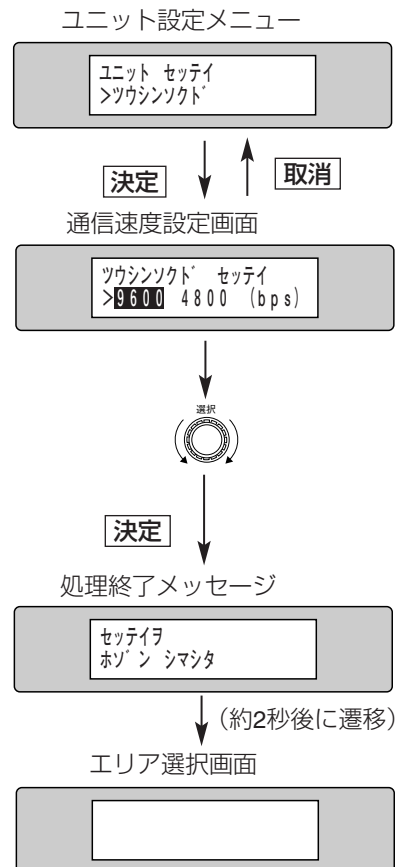 ユニット設定メニュー
ユニット セッテイ
>ツウシンソクド
決定
取消
通信速度設定画面
ツウシンソクド セッテイ
>9600 4800 (bps)
選択
決定
処理終了メッセージ
セッテイヲ
ホゾン シマシタ
（約2秒後に遷移）
エリア選択画面